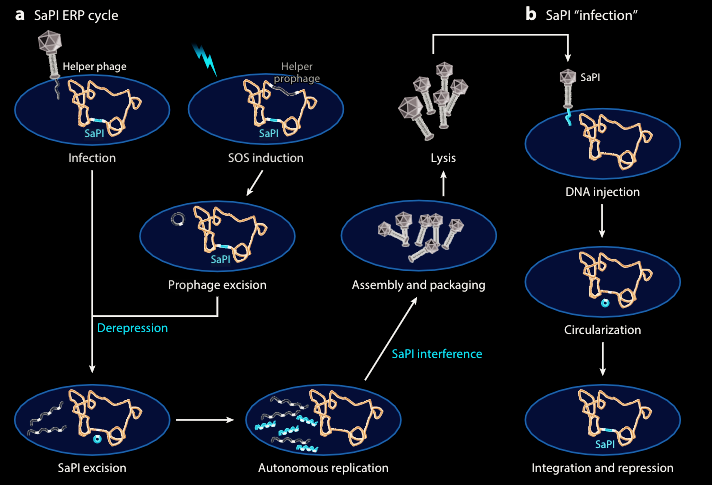 a SaPI ERP cycle
b SaPI “infection”
Helper phage
SaPI
Infection
Helper
prophage
SaPI
SOS induction
Lysis
SaPI
DNA injection
SaPI
Prophage excision
Assembly and packaging
Derepression
Circularization
SaPI interference
SaPI excision
Autonomous replication
SaPI
Integration and repression